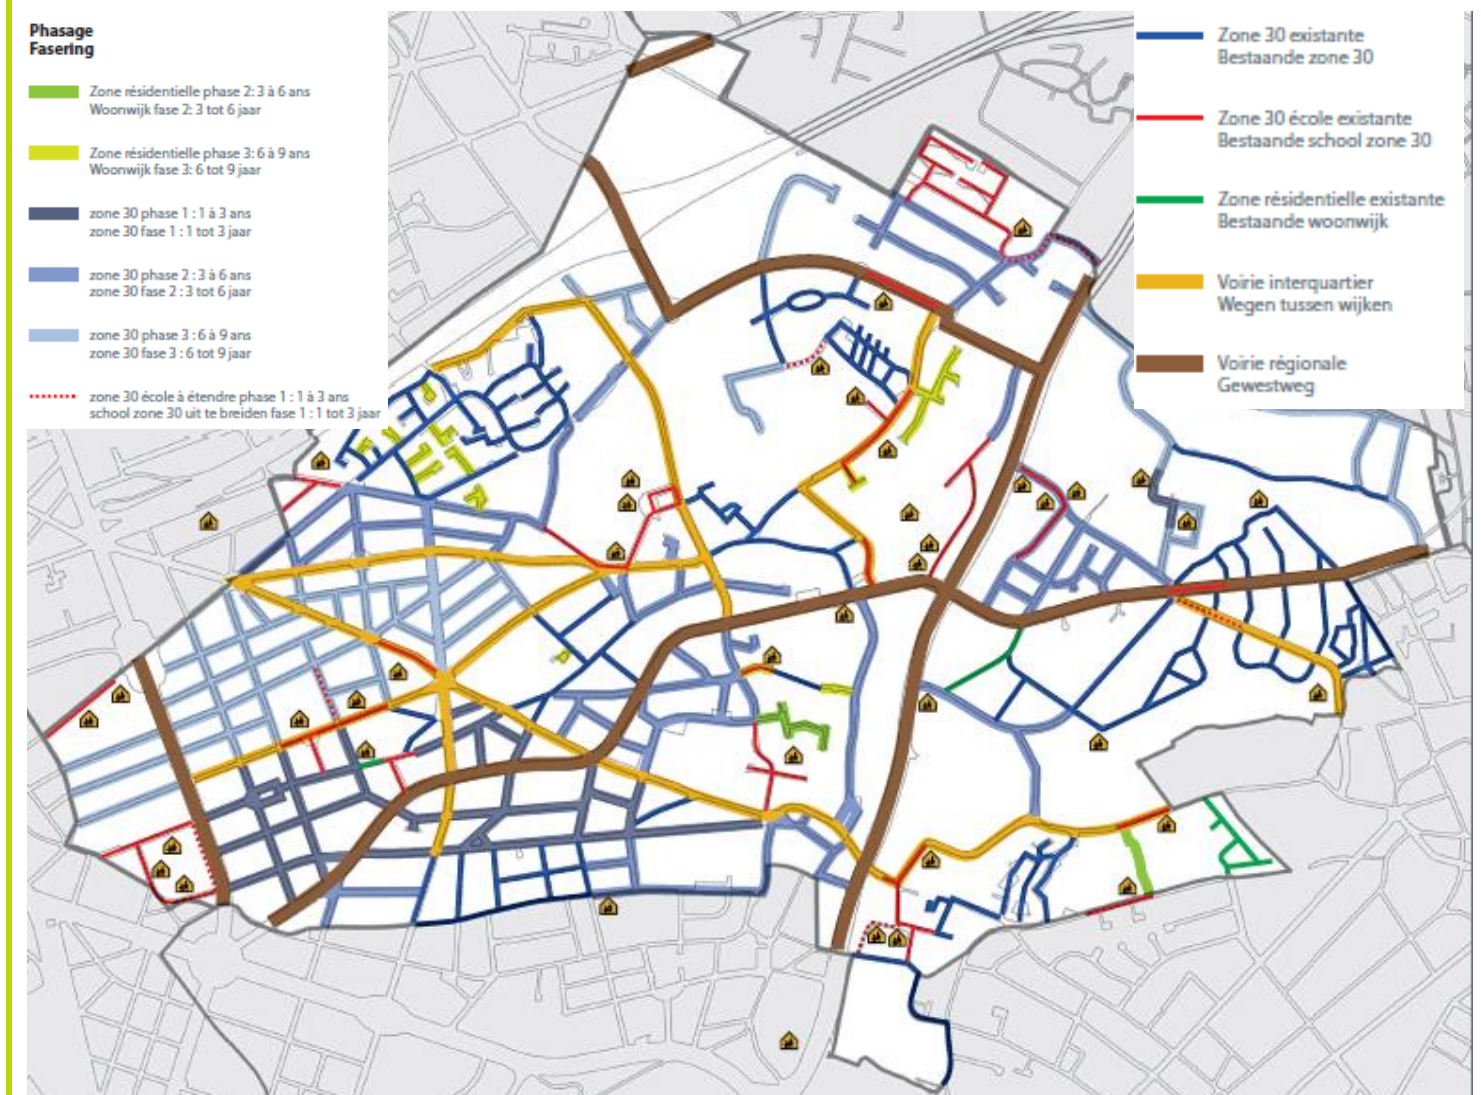 Phasage
Fasering
Zone résidentielle phase 2: 3 à 6 ans
Woonwijk fase 2: 3 tot 6 jaar
Zone résidentielle phase 3: 6 à 9 ans
Woonwijk fase 3: 6 tot 9 jaar
zone 30 phase 1 : 1 à 3 ans
zone 30 fase 1 : 1 tot 3 jaar
zone 30 phase 2 : 3 à 6 ans
zone 30 fase 2 : 3 tot 6 jaar
zone 30 phase 3 : 6 à 9 ans
zone 30 fase 3 : 6 tot 9 jaar
zone 30 école à étendre phase 1 : 1 à 3 ans
school zone 30 uit te breiden fase 1 : 1 tot 3 jaar
Zone 30 existante
Bestaande zone 30
Zone 30 école existante
Bestaande school zone 30
Zone résidentielle existante
Bestaande woonwijk
Voirie interquartier
Wegen tussen wijken
Voirie régionale
Gewestweg